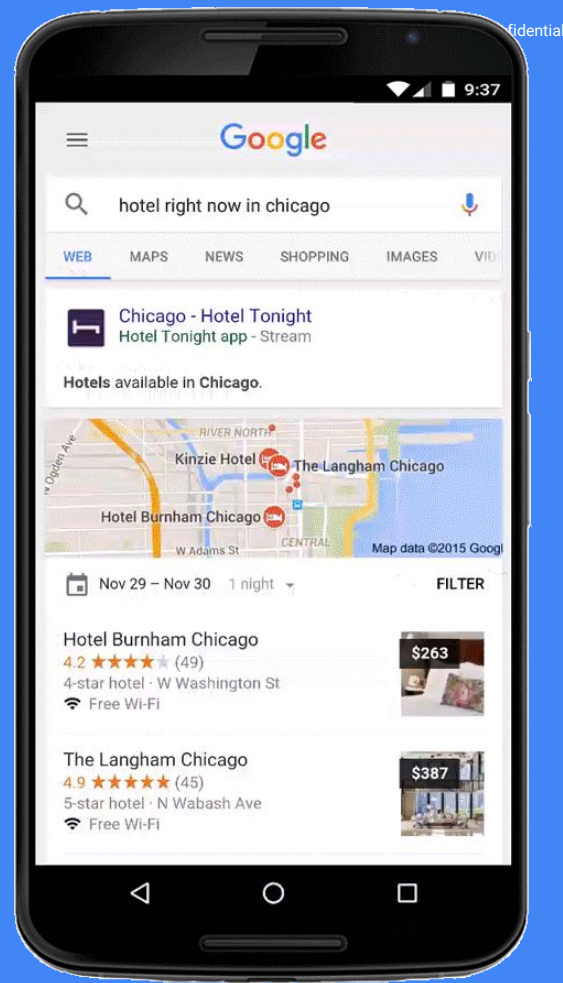 fidential
9:37
Google
hotel right now in chicago
WEB MAPS NEWS SHOPPING IMAGES VID
Chicago - Hotel Tonight
Hotel Tonight app - Stream
Hotels available in Chicago.
RIVER NORTH
N Ogden Ave
Kinzie Hotel
The Langham Chicago
Hotel Burnham Chicago
CENTRAL
W Adams St
Map data ©2015 Googl
Nov 29 – Nov 30 1 night FILTER
Hotel Burnham Chicago
4.2 (49)
$263
4-star hotel · W Washington St
Free Wi-Fi
The Langham Chicago
4.9 (45)
$387
5-star hotel · N Wabash Ave
Free Wi-Fi